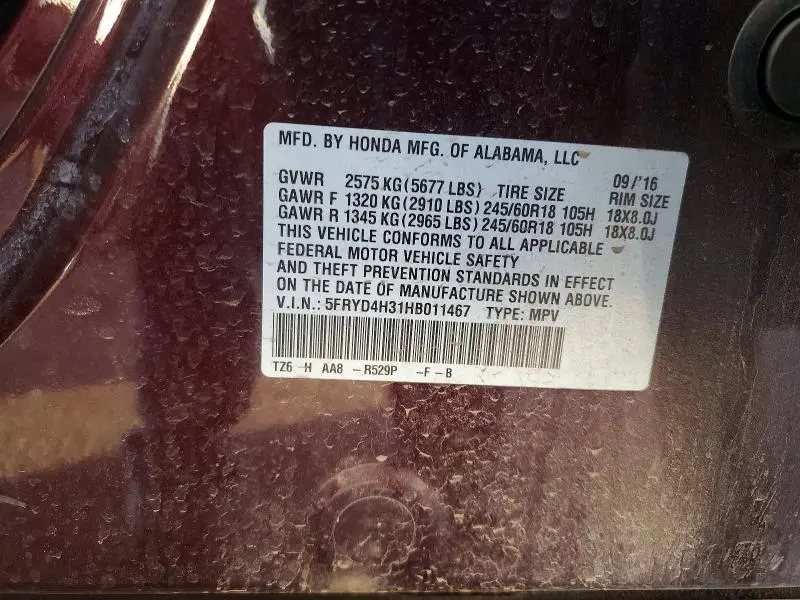 MFD. BY HONDA MFG. OF ALABAMA, LLC
GVWR 2575 KG(5677 LBS) TIRE SIZE 09/'16 RIM SIZE
GAWR F 1320 KG(2910 LBS) 245/60R18 105H 18X8.0J
GAWR R 1345 KG(2965 LBS) 245/60R18 105H 18X8.0J
THIS VEHICLE CONFORMS TO ALL APPLICABLE
FEDERAL MOTOR VEHICLE SAFETY
AND THEFT PREVENTION STANDARDS IN EFFECT
ON THE DATE OF MANUFACTURE SHOWN ABOVE.
V.I.N.: 5FRYD4H31HB011467 TYPE: MPV
TZ6 -H AA8 -R529P -F-B